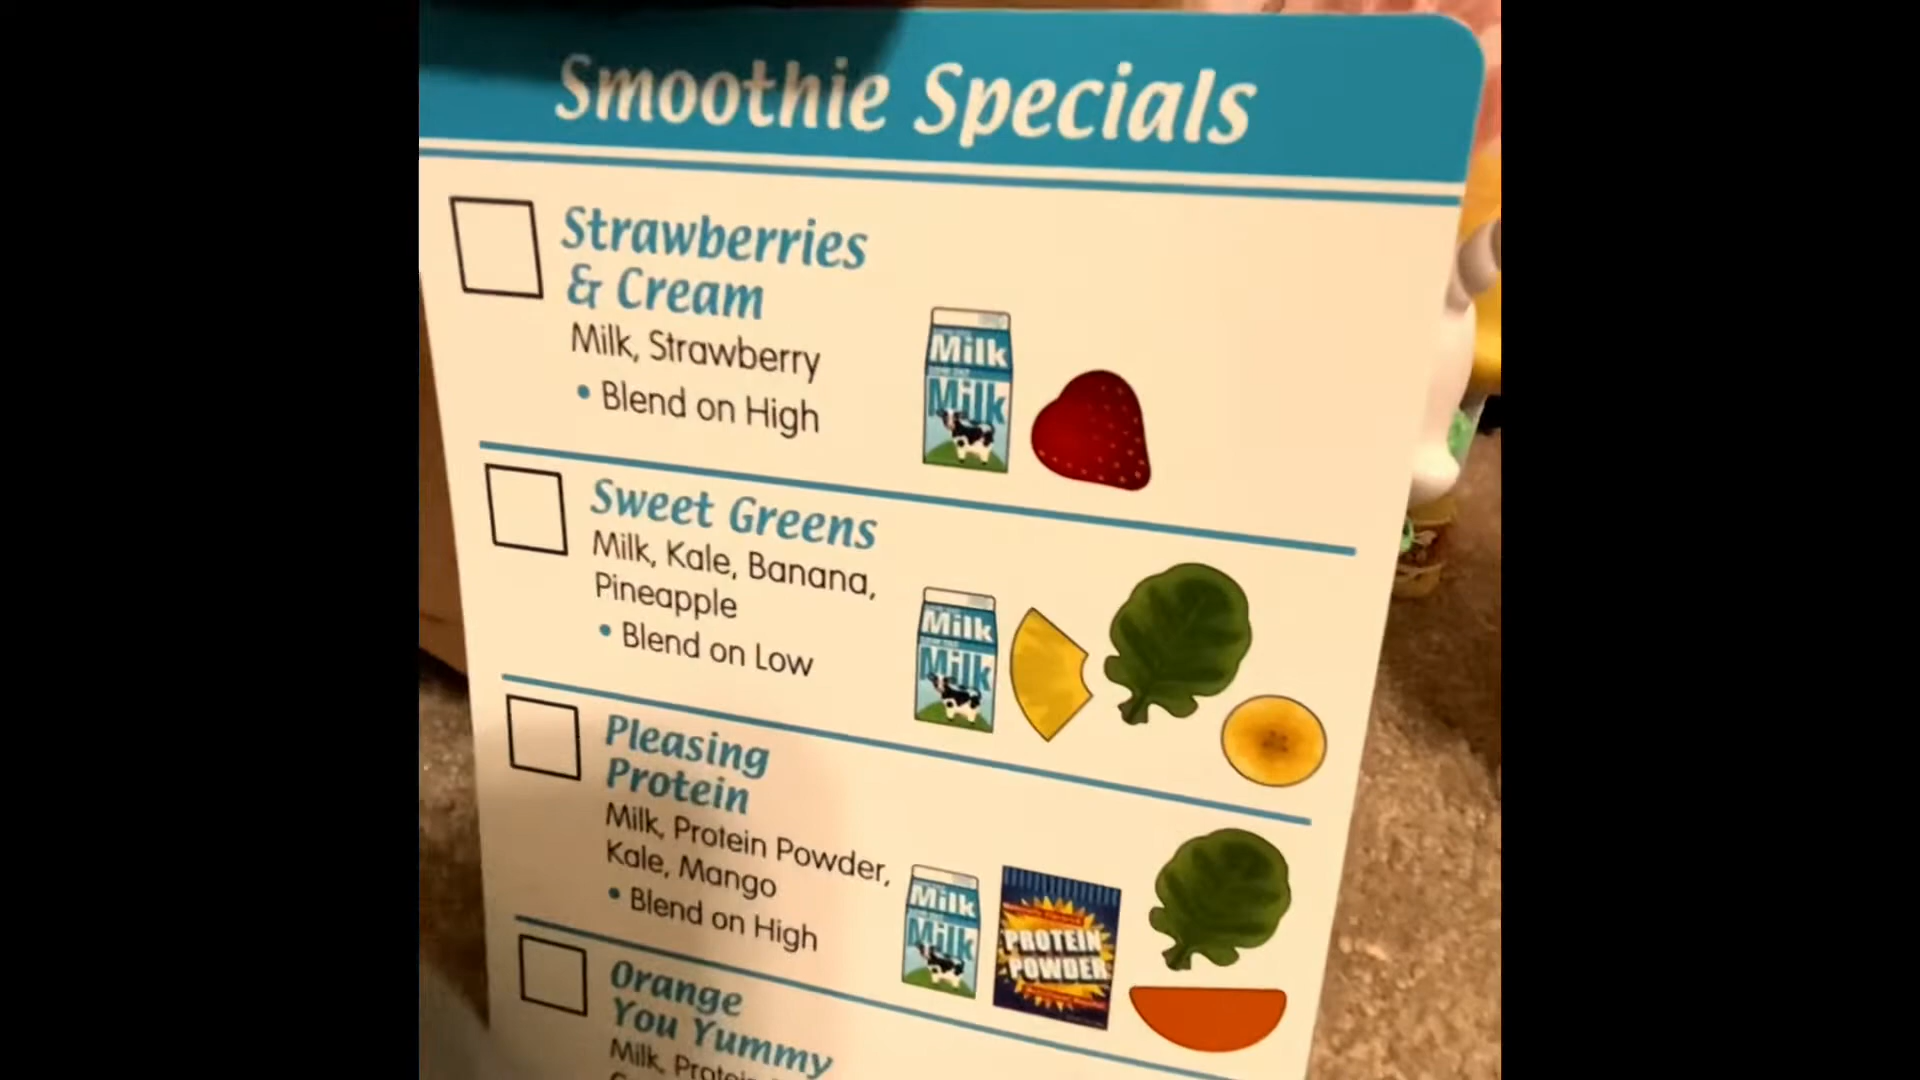 Smoothie Specials
Strawberries
& Cream
Milk, Strawberry
• Blend on High
Milk
Milk
Sweet Greens
Milk, Kale, Banana,
Pineapple
• Blend on Low
Milk
Milk
Pleasing
Protein
Milk, Protein Powder,
Kale, Mango
• Blend on High
Milk
Milk
PROTEIN
POWDER
Orange
You Yummy
Milk,